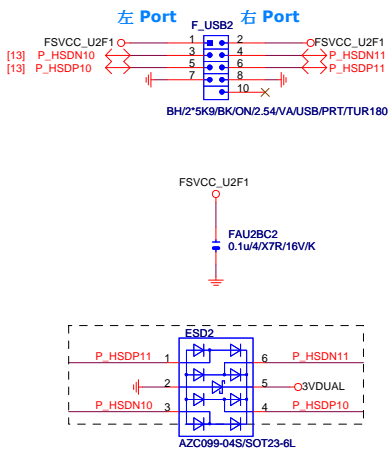 左 Port 右 Port
F_USB2
FSVCC_U2F1 1 2 FSVCC_U2F1
[13] P_HSDN10 3 4 P_HSDN11
[13] P_HSDP10 5 6 P_HSDP11
7 8
10
BH/2*5K9/BK/ON/2.54/VA/USB/PRT/TUR180
FSVCC_U2F1
FAU2BC2
0.1u/4/X7R/16V/K
ESD2
P_HSDP11 1 6 P_HSDN11
2 5 3VDUAL
P_HSDN10 3 4 P_HSDP10
AZC099-04S/SOT23-6L